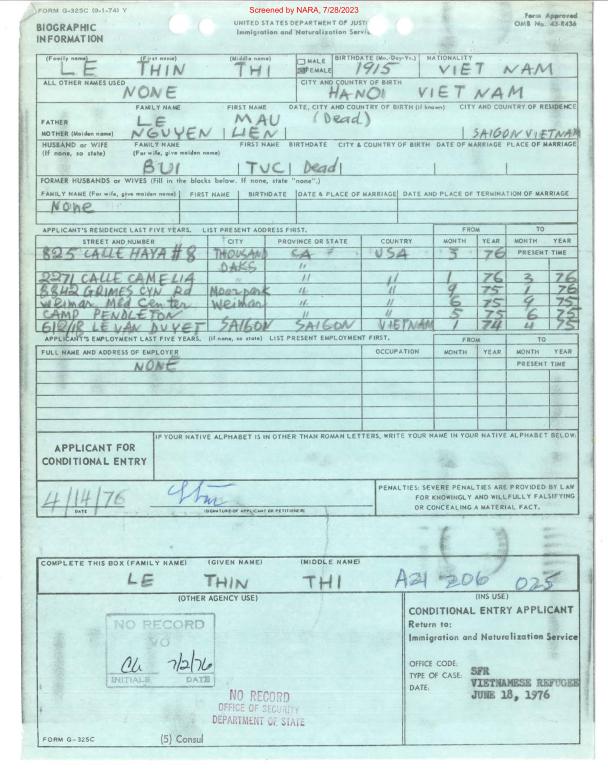 Screened by NARA, 7/28/2023
FORM G-325C (9-1-74) Y
Form Approved
OMB No. 43-R436
BIOGRAPHIC
INFORMATION
UNITED STATES DEPARTMENT OF JUSTI
Immigration and Naturalization Servi
(Family name) (First name) (Middle name) MALE FEMALE BIRTHDATE (Mo.-Day-Yr.) NATIONALITY
LE THIN THI 1915 VIET NAM
ALL OTHER NAMES USED CITY AND COUNTRY OF BIRTH
NONE HANOI VIET NAM
FAMILY NAME FIRST NAME DATE, CITY AND COUNTRY OF BIRTH (If known) CITY AND COUNTRY OF RESIDENCE
FATHER LE MAU (Dead)
MOTHER (Maiden name) NGUYEN LIEN SAIGON VIETNAM
HUSBAND or WIFE FAMILY NAME FIRST NAME BIRTHDATE CITY & COUNTRY OF BIRTH DATE OF MARRIAGE PLACE OF MARRIAGE
(If none, so state) (For wife, give maiden name)
BUI TUC Dead
FORMER HUSBANDS or WIVES (Fill in the blocks below. If none, state "none".)
FAMILY NAME (For wife, give maiden name) FIRST NAME BIRTHDATE DATE & PLACE OF MARRIAGE DATE AND PLACE OF TERMINATION OF MARRIAGE
None
APPLICANT'S RESIDENCE LAST FIVE YEARS. LIST PRESENT ADDRESS FIRST. FROM TO
STREET AND NUMBER CITY PROVINCE OR STATE COUNTRY MONTH YEAR MONTH YEAR
825 CALLE HAYA #8 THOUSAND CA USA 3 76 PRESENT TIME
OAKS
2271 CALLE CAMELIA " " " 1 76 3 76
8842 GRIMES CYN Rd Moorpark " " 9 75 1 76
Weimar Med Center Weimar " " 6 75 9 75
CAMP PENDLETON " " 5 75 6 75
612/18 LE VAN DUYET SAIGON SAIGON VIETNAM 1 74 4 75
APPLICANT'S EMPLOYMENT LAST FIVE YEARS. (If none, so state) LIST PRESENT EMPLOYMENT FIRST. FROM TO
FULL NAME AND ADDRESS OF EMPLOYER OCCUPATION MONTH YEAR MONTH YEAR
NONE PRESENT TIME
APPLICANT FOR
CONDITIONAL ENTRY
IF YOUR NATIVE ALPHABET IS IN OTHER THAN ROMAN LETTERS, WRITE YOUR NAME IN YOUR NATIVE ALPHABET BELOW:
4/14/76
DATE (SIGNATURE OF APPLICANT OR PETITIONER)
PENALTIES: SEVERE PENALTIES ARE PROVIDED BY LAW
FOR KNOWINGLY AND WILLFULLY FALSIFYING
OR CONCEALING A MATERIAL FACT.
COMPLETE THIS BOX (FAMILY NAME) (GIVEN NAME) (MIDDLE NAME)
LE THIN THI A21 206 025
(OTHER AGENCY USE) (INS USE)
NO RECORD
7/2/76
INITIALS DATE
NO RECORD
OFFICE OF SECURITY
DEPARTMENT OF STATE
CONDITIONAL ENTRY APPLICANT
Return to:
Immigration and Naturalization Service
OFFICE CODE: SFR
TYPE OF CASE: VIETNAMESE REFUGEE
DATE: JUNE 18, 1976
FORM G-325C (5) Consul